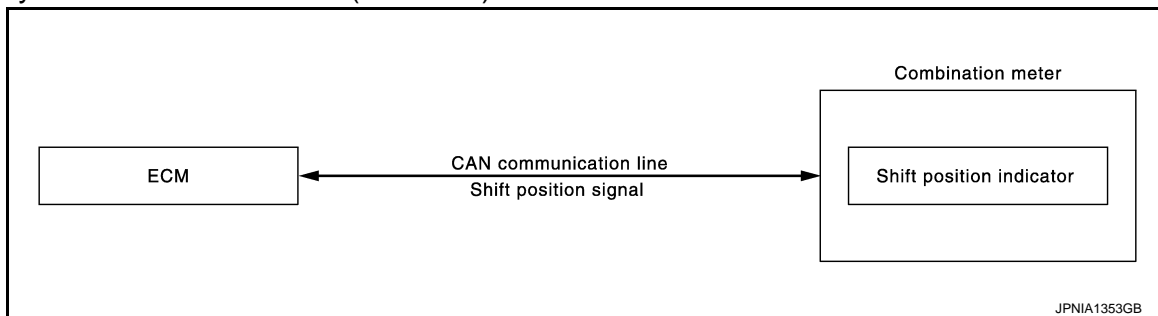 Combination meter
ECM
CAN communication line
Shift position signal
Shift position indicator
JPNIA1353GB